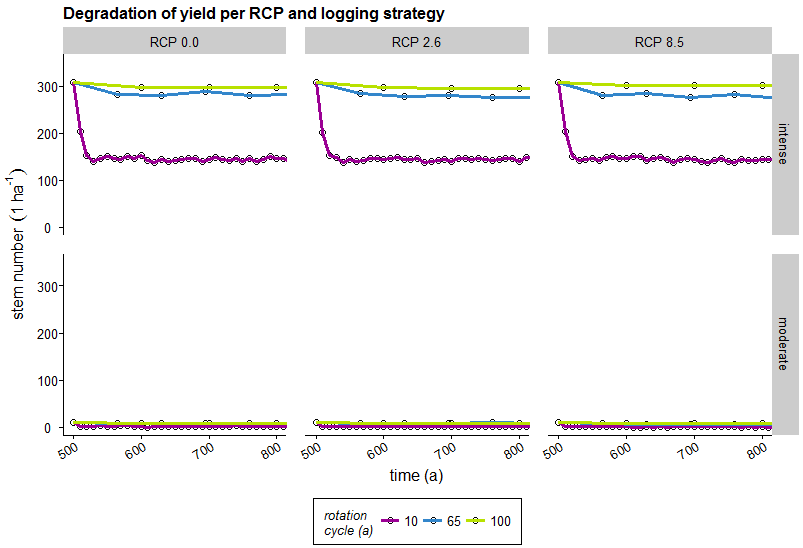 Degradation of yield per RCP and logging strategy
RCP 0.0 RCP 2.6 RCP 8.5
300
200
100
0
intense
stem number (1 ha⁻¹)
300
200
100
0
moderate
500 600 700 800 500 600 700 800 500 600 700 800
time (a)
rotation
cycle (a)
10 65 100